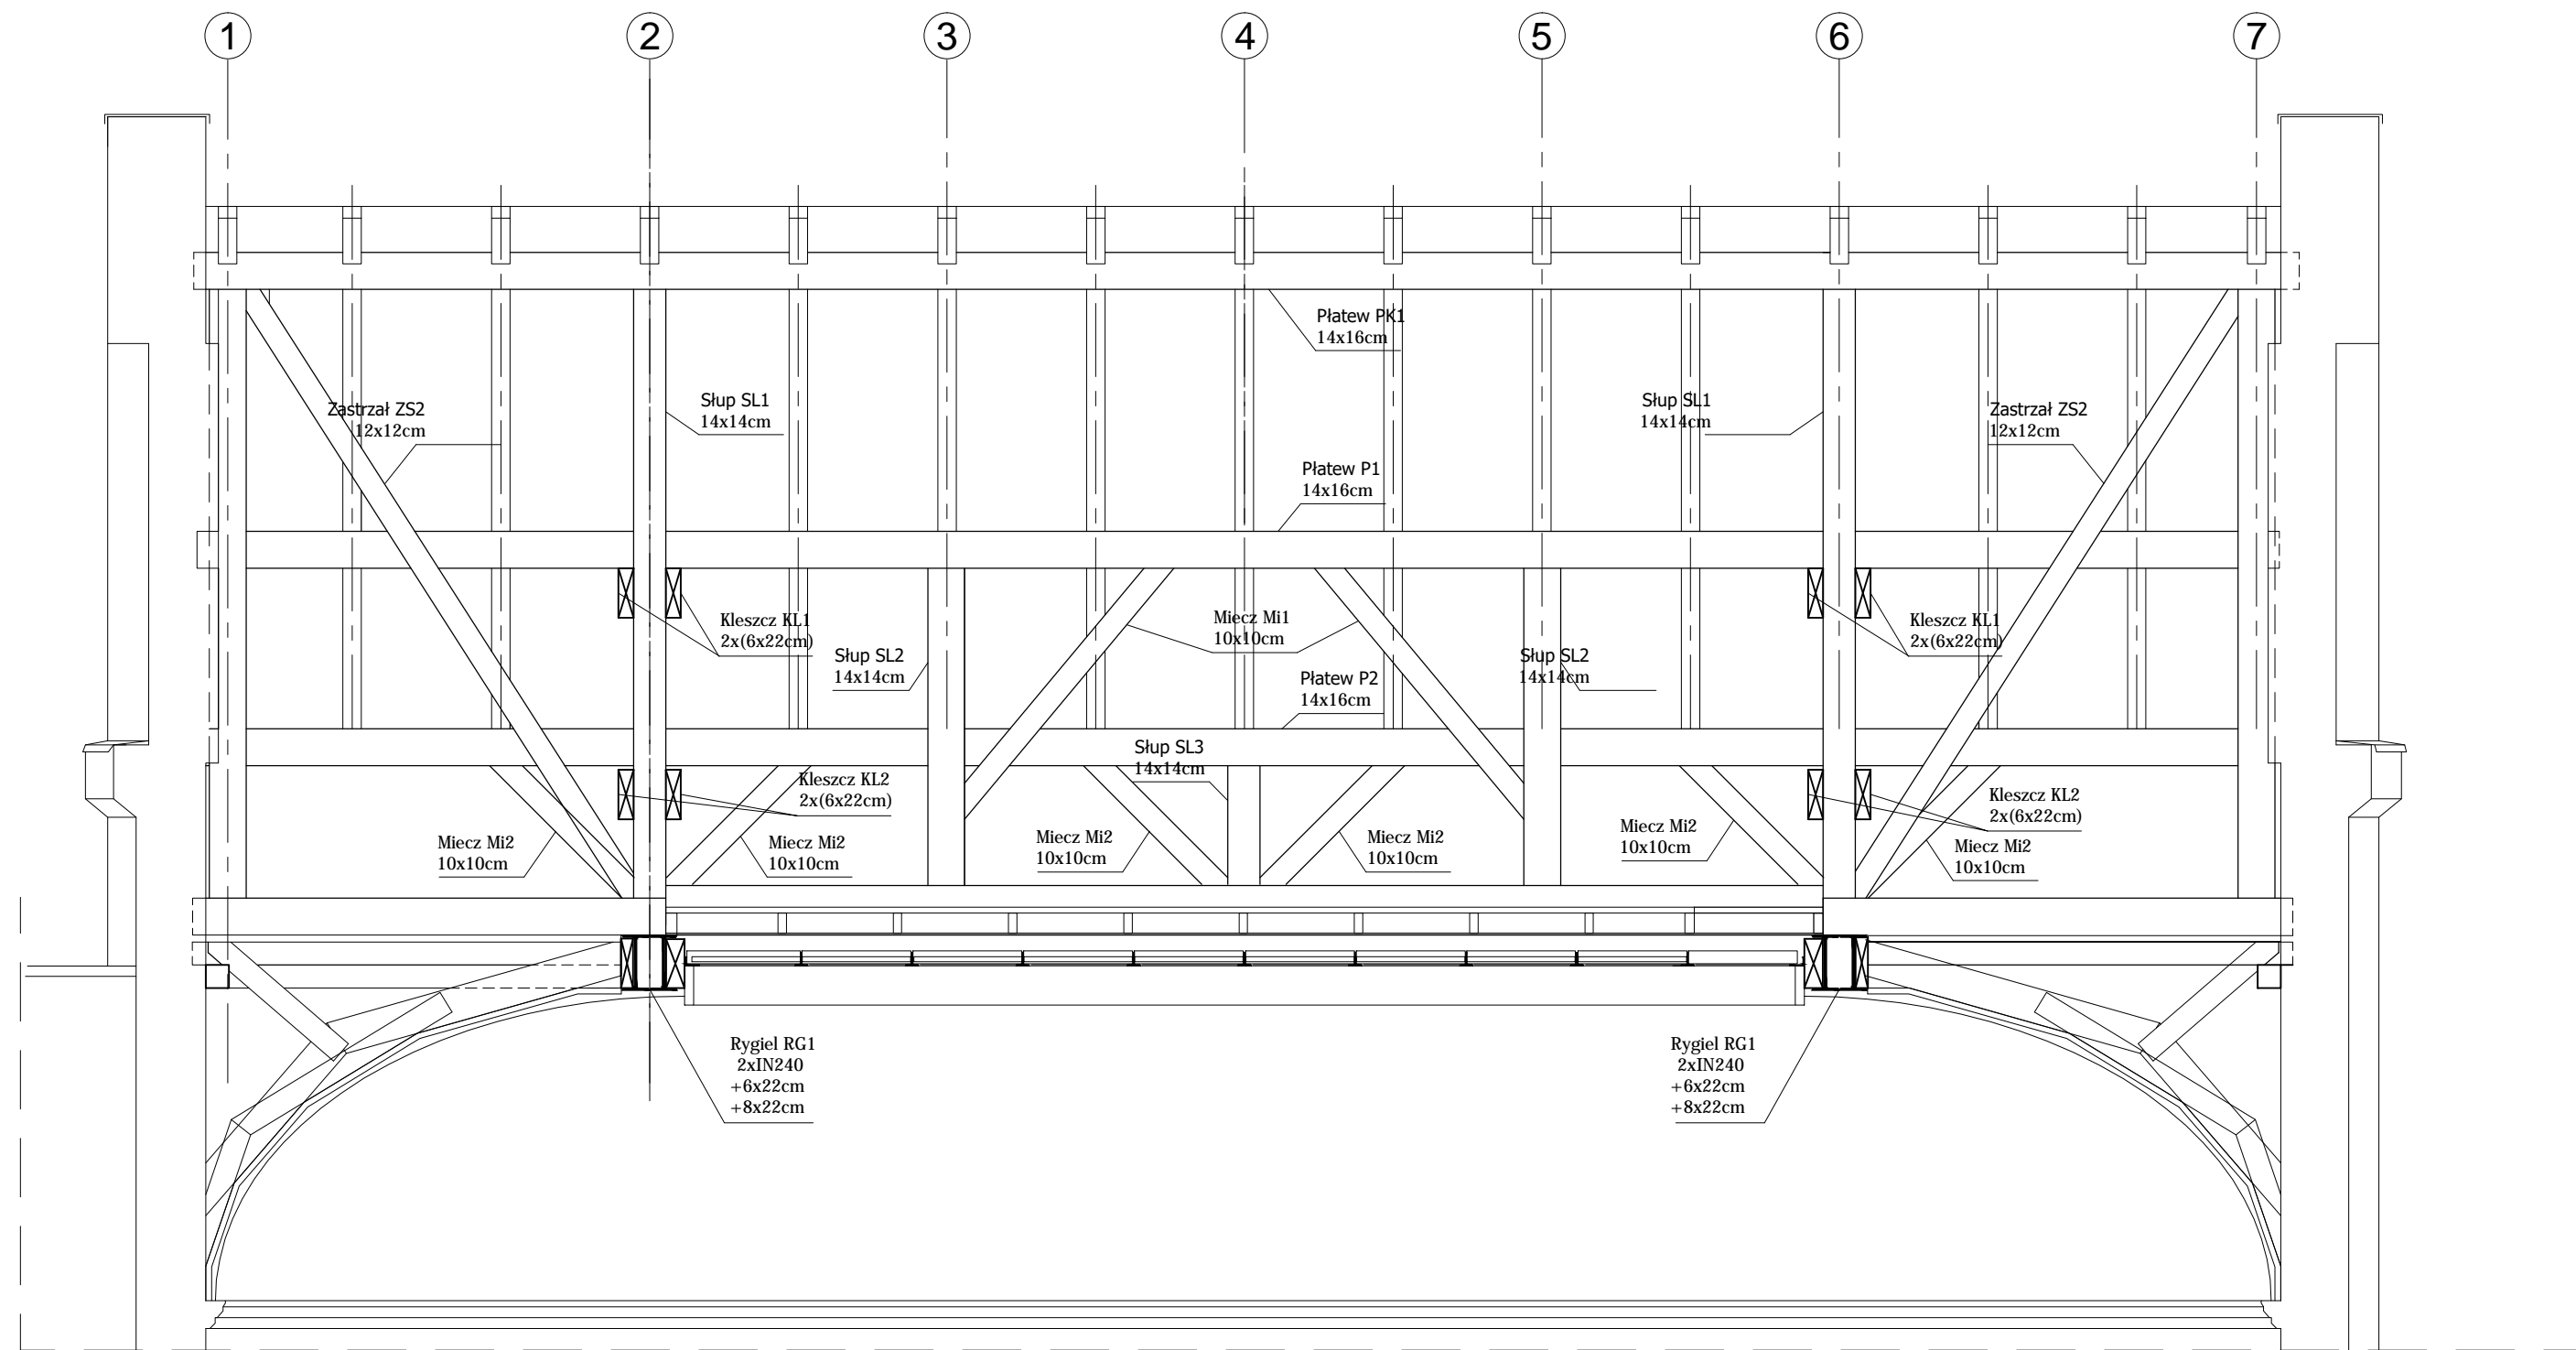 1 2 3 4 5 6 7
Płatew PK1
14x16cm
Zastrzał ZS2
12x12cm
Słup SL1
14x14cm
Słup SL1
14x14cm
Zastrzał ZS2
12x12cm
Płatew P1
14x16cm
Kleszcz KL1
2x(6x22cm)
Słup SL2
14x14cm
Miecz Mi1
10x10cm
Płatew P2
14x16cm
Słup SL2
14x14cm
Kleszcz KL1
2x(6x22cm)
Słup SL3
14x14cm
Kleszcz KL2
2x(6x22cm)
Kleszcz KL2
2x(6x22cm)
Miecz Mi2
10x10cm
Miecz Mi2
10x10cm
Miecz Mi2
10x10cm
Miecz Mi2
10x10cm
Miecz Mi2
10x10cm
Miecz Mi2
10x10cm
Rygiel RG1
2xIN240
+6x22cm
+8x22cm
Rygiel RG1
2xIN240
+6x22cm
+8x22cm